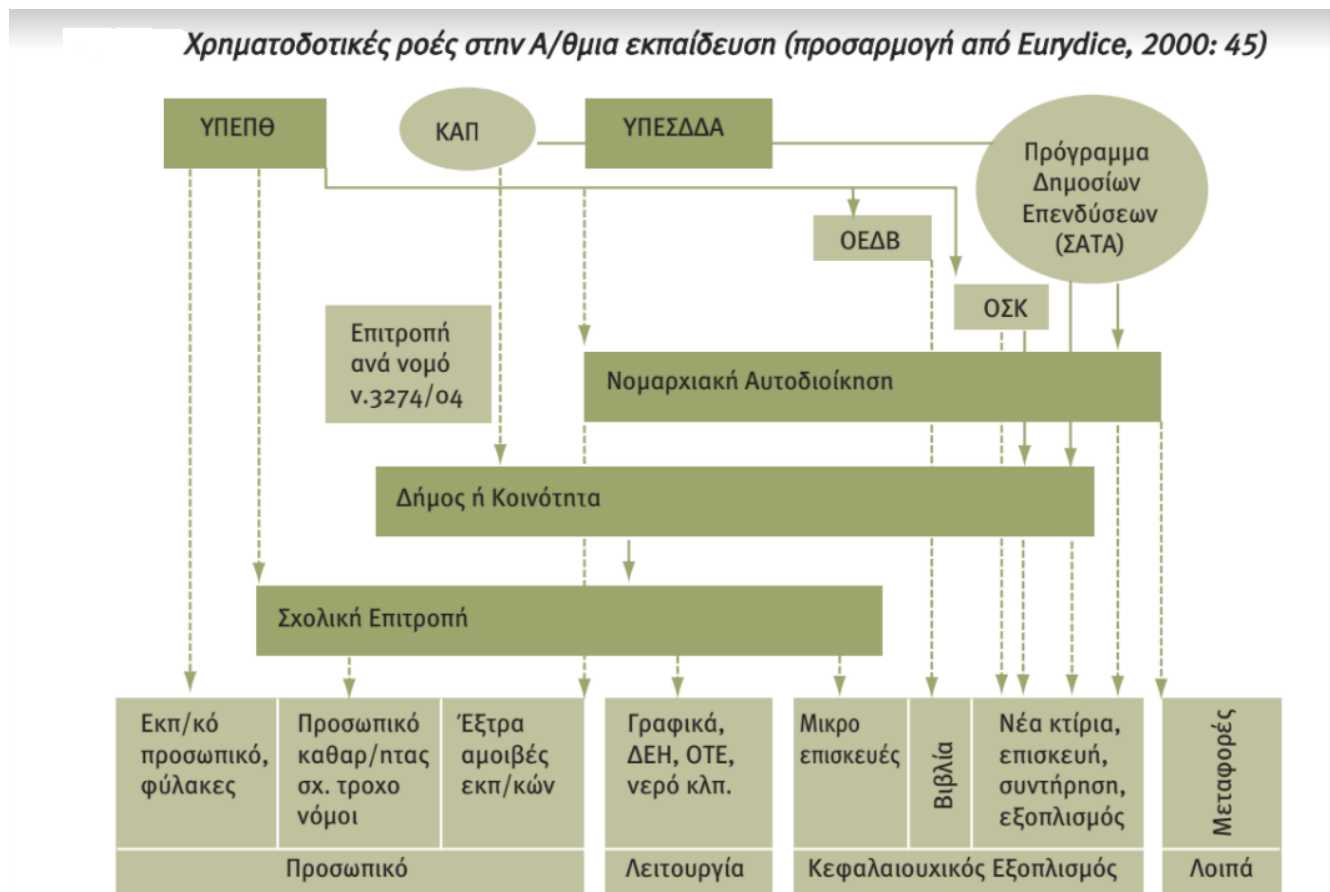 Χρηματοδοτικές ροές στην Α/θμια εκπαίδευση (προσαρμογή από Eurydice, 2000: 45)
ΥΠΕΠΘ
ΚΑΠ
ΥΠΕΣΔΔΑ
Πρόγραμμα
Δημοσίων
Επενδύσεων
(ΣΑΤΑ)
ΟΕΔΒ
ΟΣΚ
Επιτροπή
ανά νομό
ν.3274/04
Νομαρχιακή Αυτοδιοίκηση
Δήμος ή Κοινότητα
Σχολική Επιτροπή
Εκπ/κό
προσωπικό,
φύλακες
Προσωπικό
καθαρ/ητας
σχ. τροχο
νόμοι
Έξτρα
αμοιβές
εκπ/κών
Γραφικά,
ΔΕΗ, ΟΤΕ,
νερό κλπ.
Μικρο
επισκευές
Βιβλία
Νέα κτίρια,
επισκευή,
συντήρηση,
εξοπλισμός
Μεταφορές
Προσωπικό
Λειτουργία
Κεφαλαιουχικός Εξοπλισμός
Λοιπά